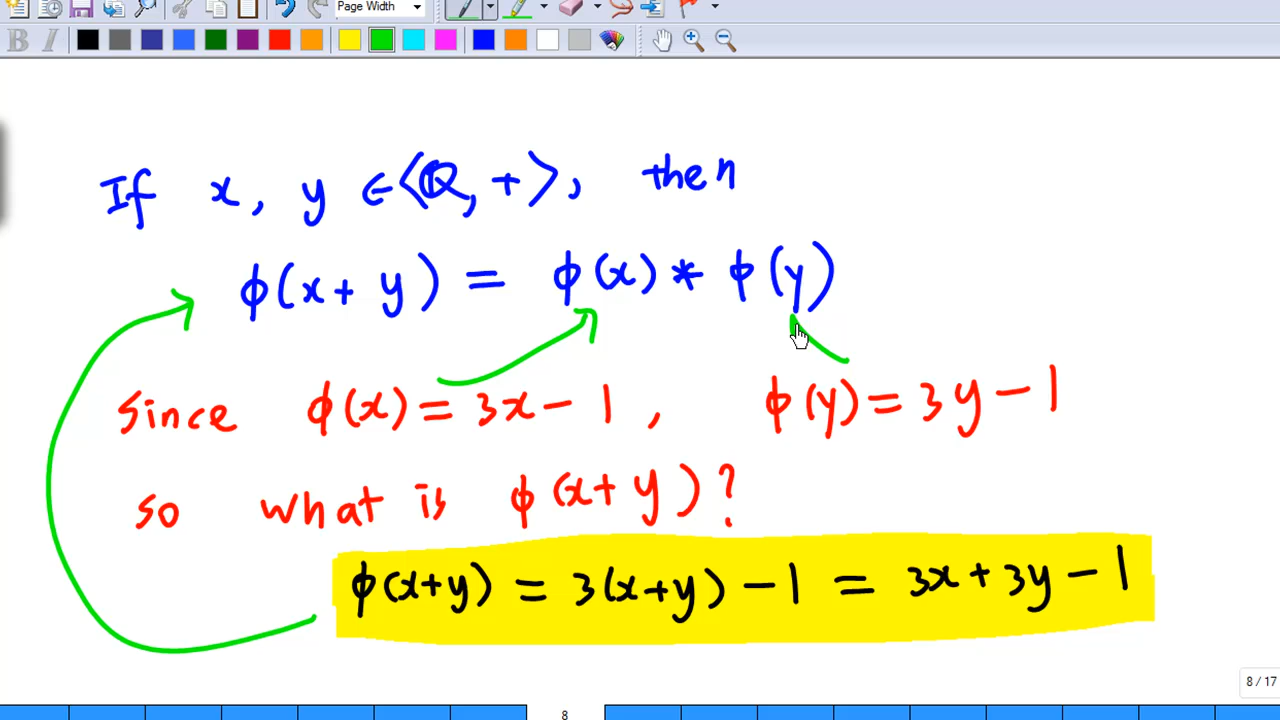 Page Width
B I
If x, y ∈ ⟨ℚ, +⟩, then
ϕ(x+y) = ϕ(x) * ϕ(y)
since ϕ(x) = 3x - 1, ϕ(y) = 3y - 1
so what is ϕ(x+y)?
ϕ(x+y) = 3(x+y) - 1 = 3x + 3y - 1
8 / 17
8